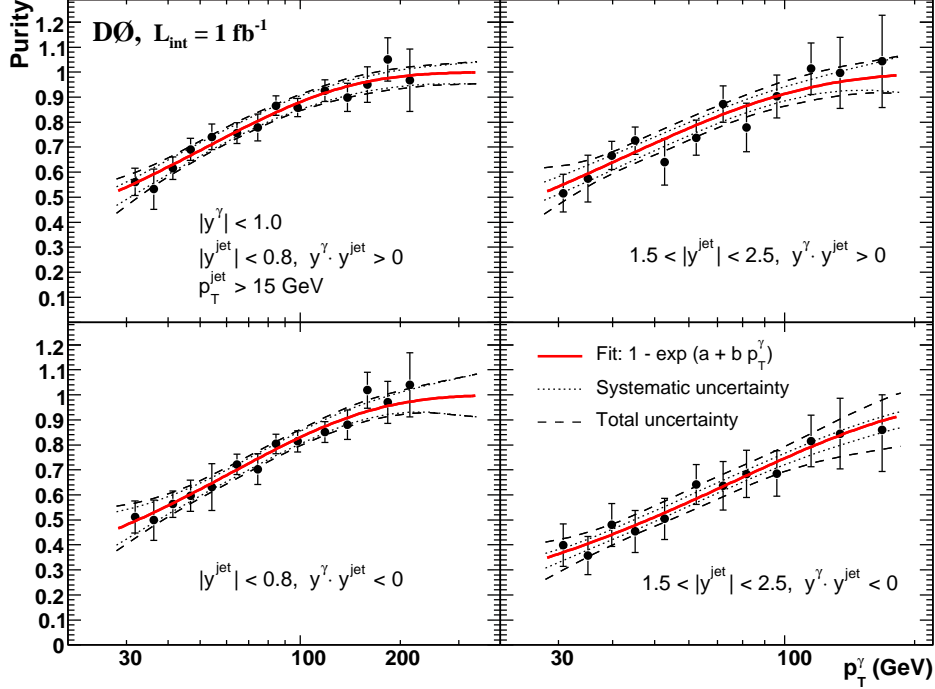 Purity
DØ, L_int = 1 fb^-1
1.2
1.1
1
0.9
0.8
0.7
0.6
0.5
0.4
0.3
0.2
0.1
|y^γ| < 1.0
|y^jet| < 0.8, y^γ · y^jet > 0
p_T^jet > 15 GeV
1.5 < |y^jet| < 2.5, y^γ · y^jet > 0
1.2
1.1
1
0.9
0.8
0.7
0.6
0.5
0.4
0.3
0.2
0.1
0
|y^jet| < 0.8, y^γ · y^jet < 0
Fit: 1 - exp (a + b p_T^γ)
Systematic uncertainty
Total uncertainty
1.5 < |y^jet| < 2.5, y^γ · y^jet < 0
30 100 200 30 100
p_T^γ (GeV)